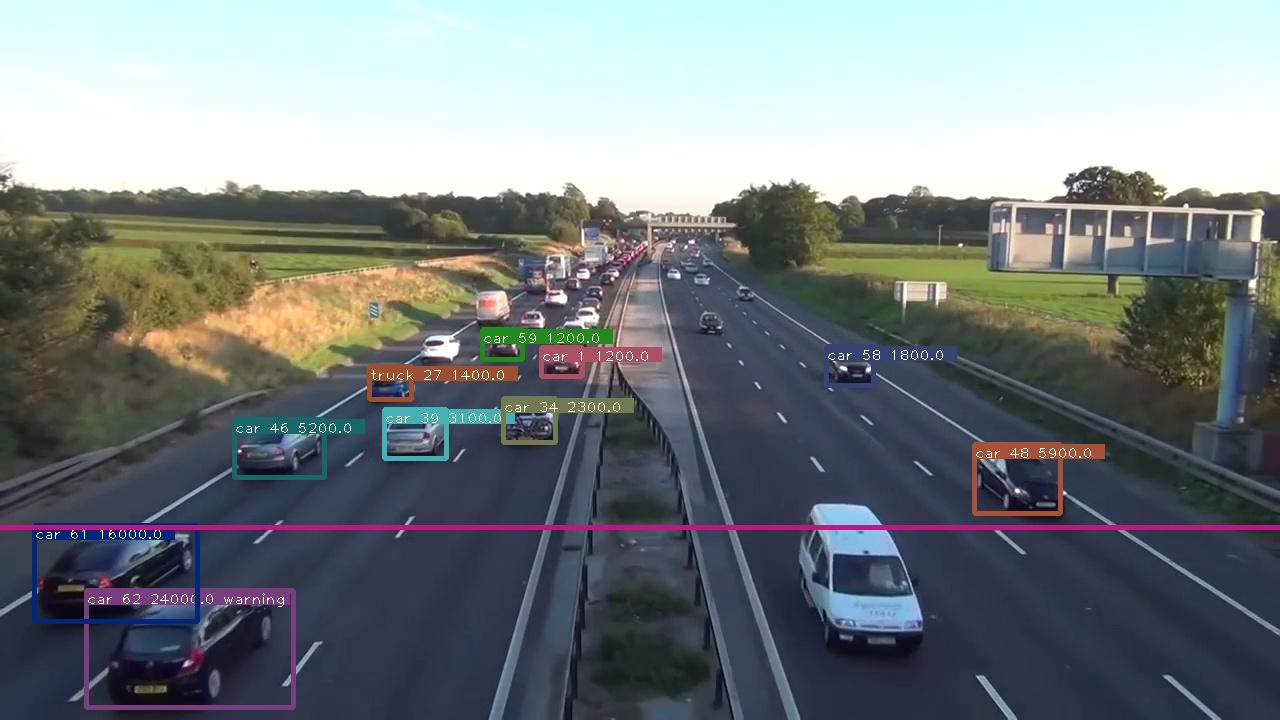 car 59 1200.0
car 1 1200.0
car 58 1800.0
truck 27 1400.0
car 34 2300.0
car 39 3100.0
car 46 5200.0
car 48 5900.0
car 61 16000.0
car 62 24000.0 warning